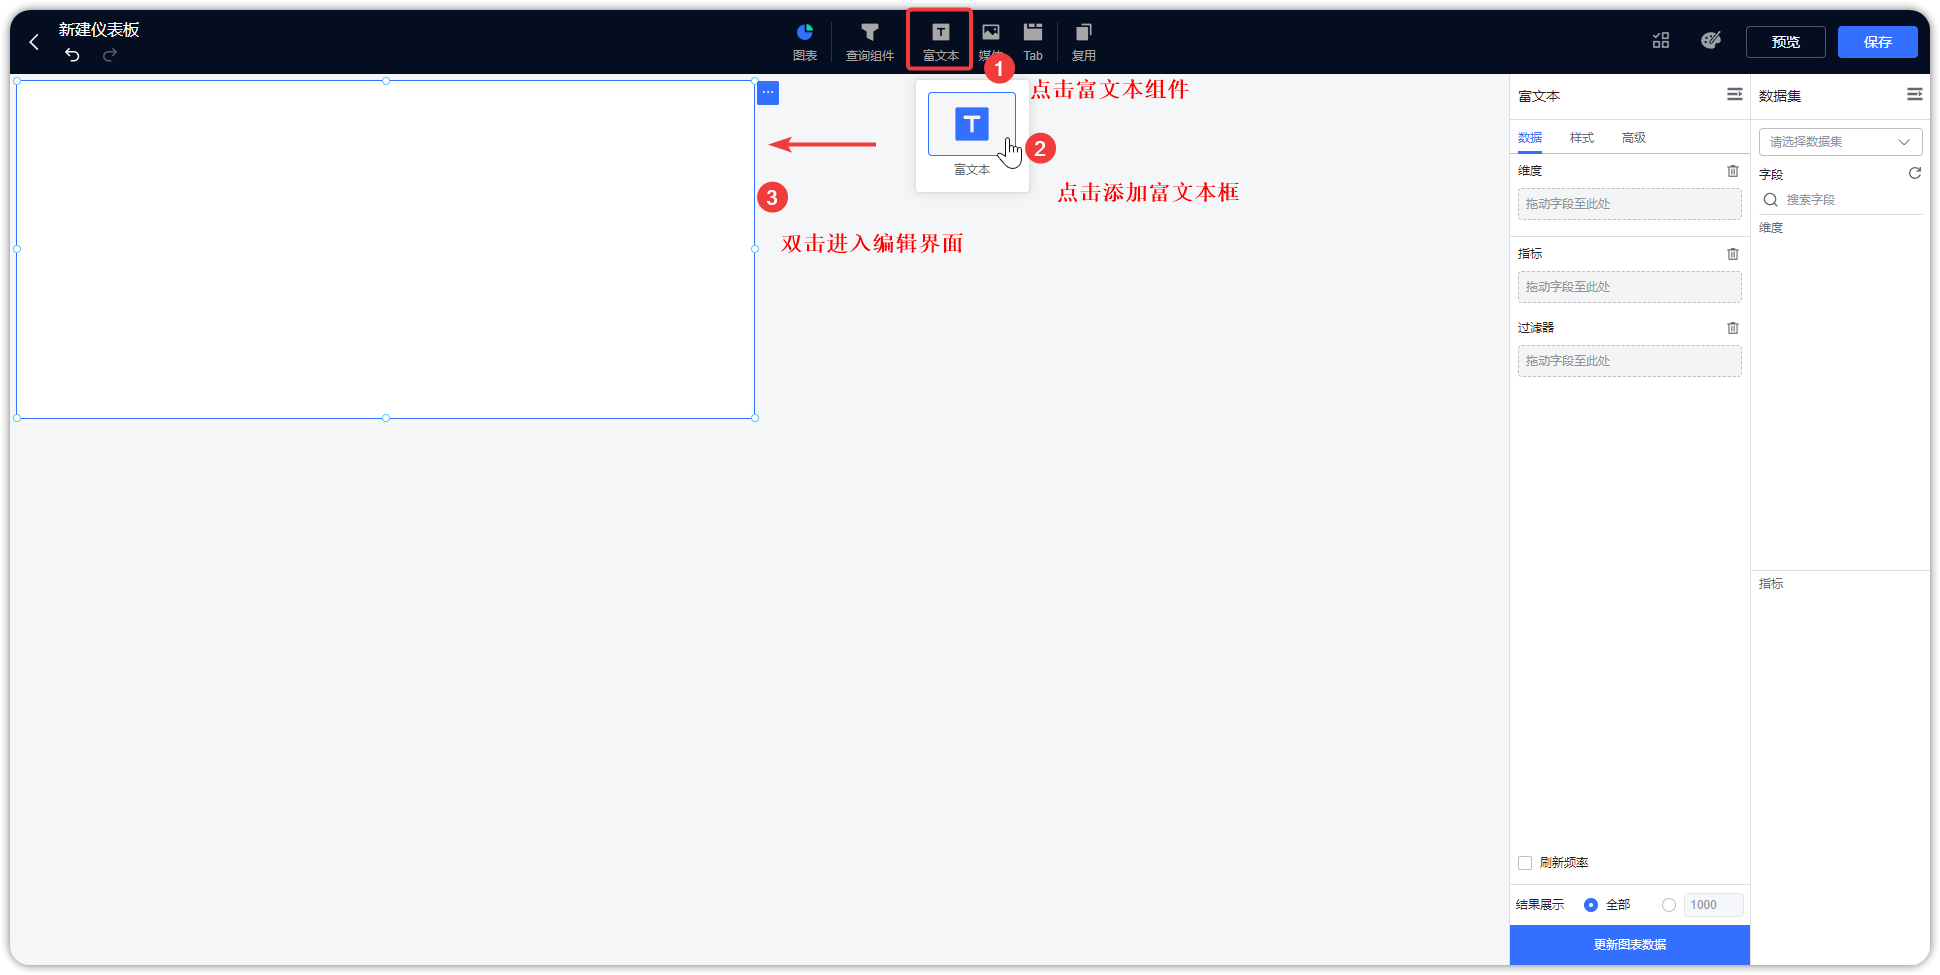 新建仪表板
图表
查询组件
富文本
媒体
Tab
复用
预览
保存
1
点击富文本组件
T
富文本
2
点击添加富文本框
3
双击进入编辑界面
富文本
数据
样式
高级
维度
拖动字段至此处
指标
拖动字段至此处
过滤器
拖动字段至此处
刷新频率
结果展示
全部
1000
更新图表数据
数据集
请选择数据集
字段
搜索字段
维度
指标